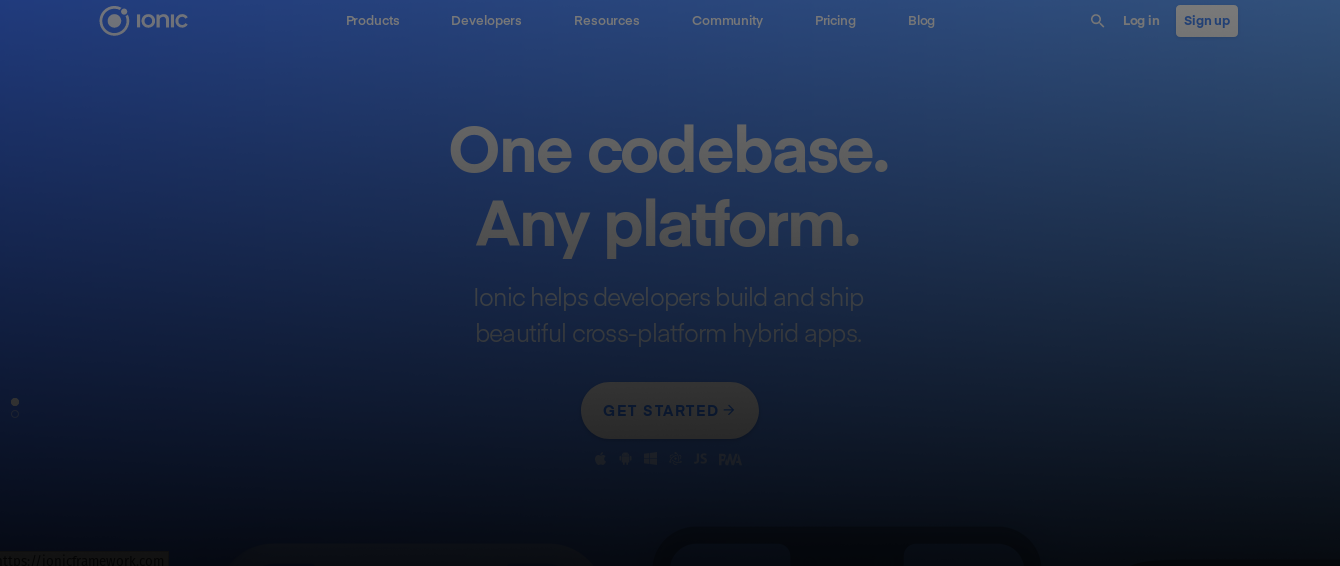 IONIC
Products
Developers
Resources
Community
Pricing
Blog
Log in
Sign up
One codebase.
Any platform.
Ionic helps developers build and ship
beautiful cross-platform hybrid apps.
GET STARTED →
JS
PWA
https://ionicframework.com